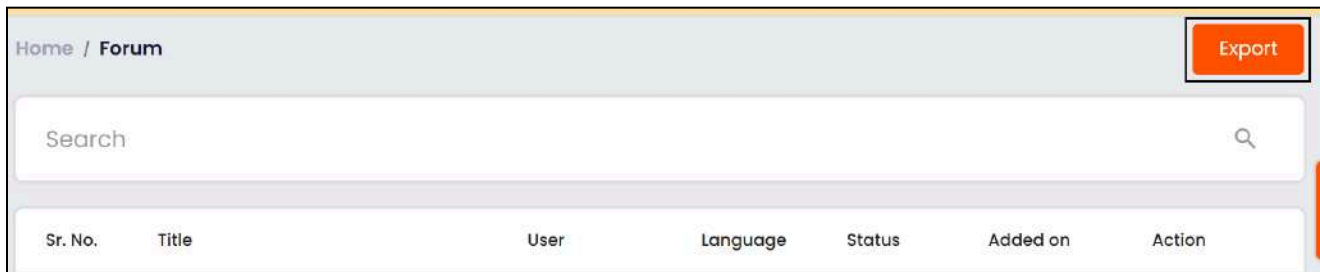 Home / Forum
Export
Search
Sr. No. Title User Language Status Added on Action